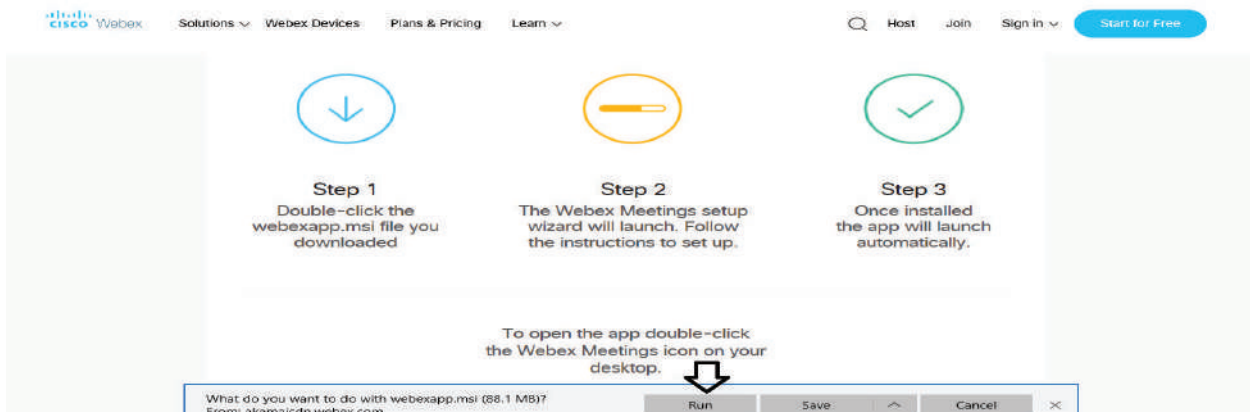 CISCO Webex Solutions Webex Devices Plans & Pricing Learn Host Join Sign in Start for Free
Step 1
Double-click the
webexapp.msi file you
downloaded
Step 2
The Webex Meetings setup
wizard will launch. Follow
the instructions to set up.
Step 3
Once installed
the app will launch
automatically.
To open the app double-click
the Webex Meetings icon on your
desktop.
What do you want to do with webexapp.msi (88.1 MB)?
From: akamaicdn.webex.com
Run Save Cancel